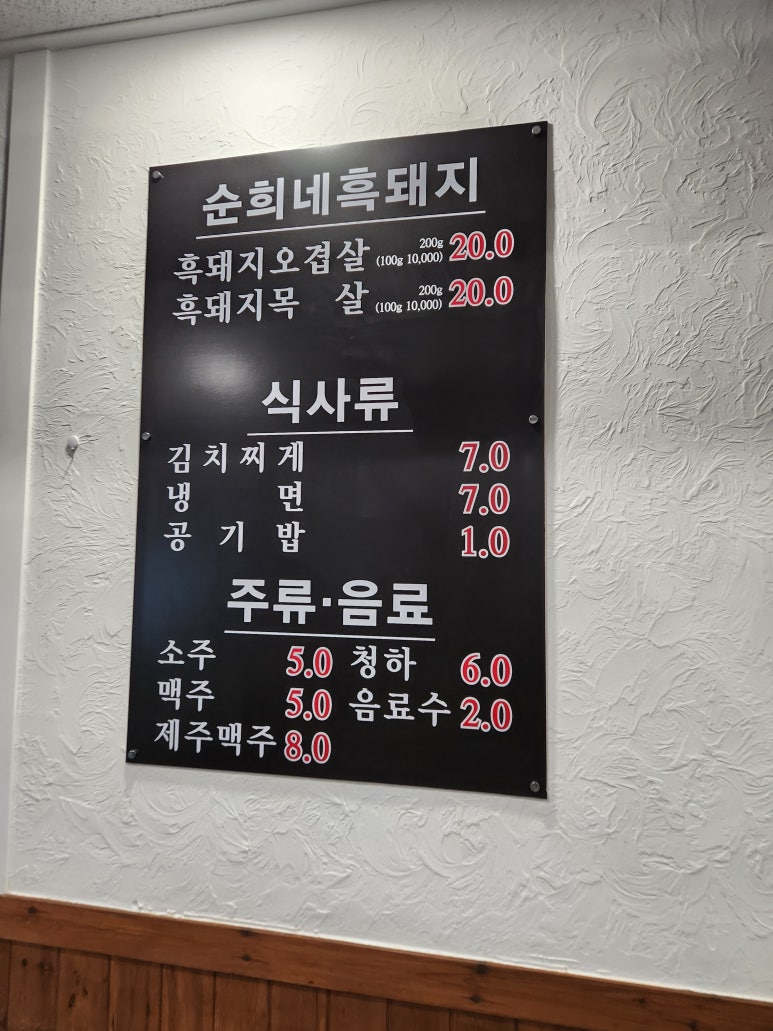 순희네흑돼지
흑돼지오겹살 200g (100g 10,000) 20.0
흑돼지목 살 200g (100g 10,000) 20.0
식사류
김치찌게 7.0
냉 면 7.0
공 기 밥 1.0
주류·음료
소주 5.0 청하 6.0
맥주 5.0 음료수 2.0
제주맥주 8.0